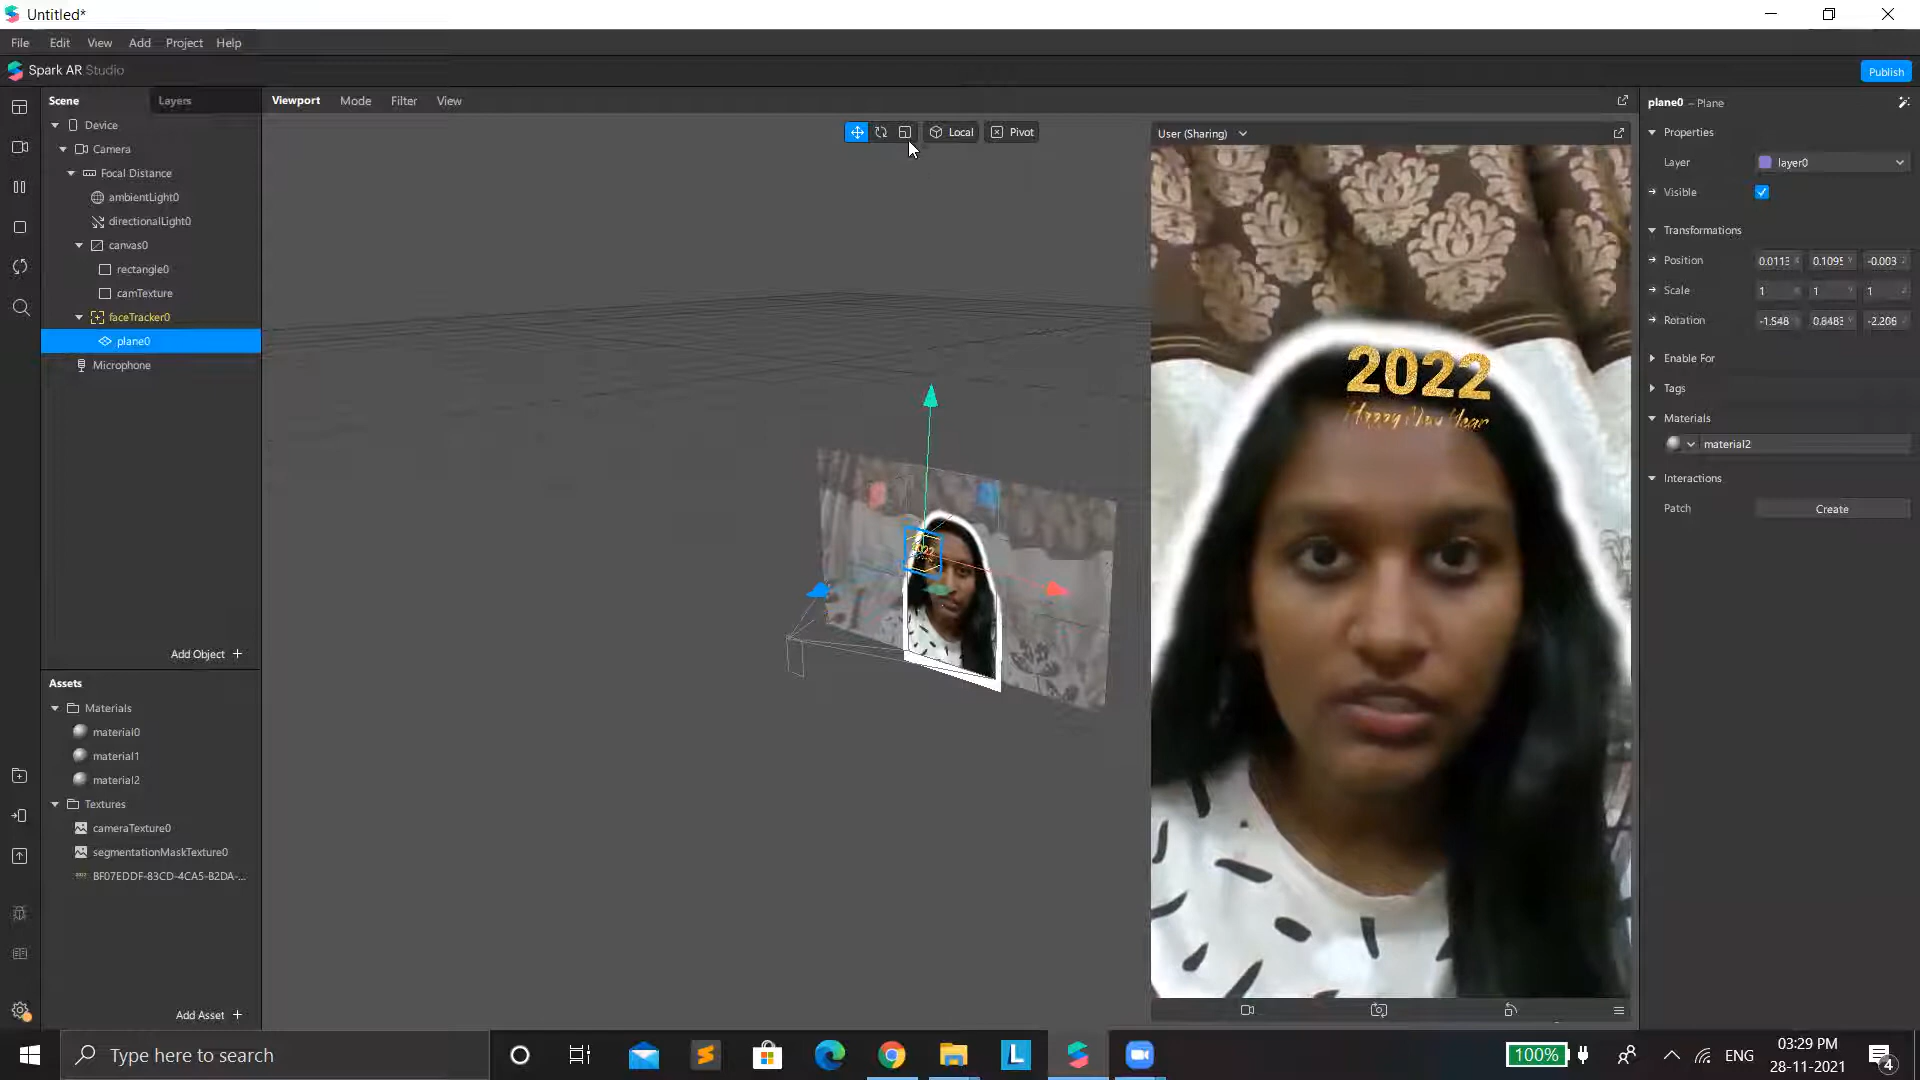 Untitled*
File Edit View Add Project Help
Spark AR Studio
Publish
Scene Layers
Device
Camera
Focal Distance
ambientLight0
directionalLight0
canvas0
rectangle0
camTexture
faceTracker0
plane0
Microphone
Add Object +
Assets
Materials
material0
material1
material2
Textures
cameraTexture0
segmentationMaskTexture0
BF07EDDF-83CD-4CA5-B2DA-...
Add Asset +
Viewport Mode Filter View
Local Pivot
2022
User (Sharing)
2022
Happy New Year
plane0 – Plane
Properties
Layer layer0
Visible
Transformations
Position 0.0113 X 0.1095 Y -0.003 Z
Scale 1 X 1 Y 1 Z
Rotation -1.548 0.8483 -2.206
Enable For
Tags
Materials
material2
Interactions
Patch Create
Type here to search
100%
ENG
03:29 PM
28-11-2021
4